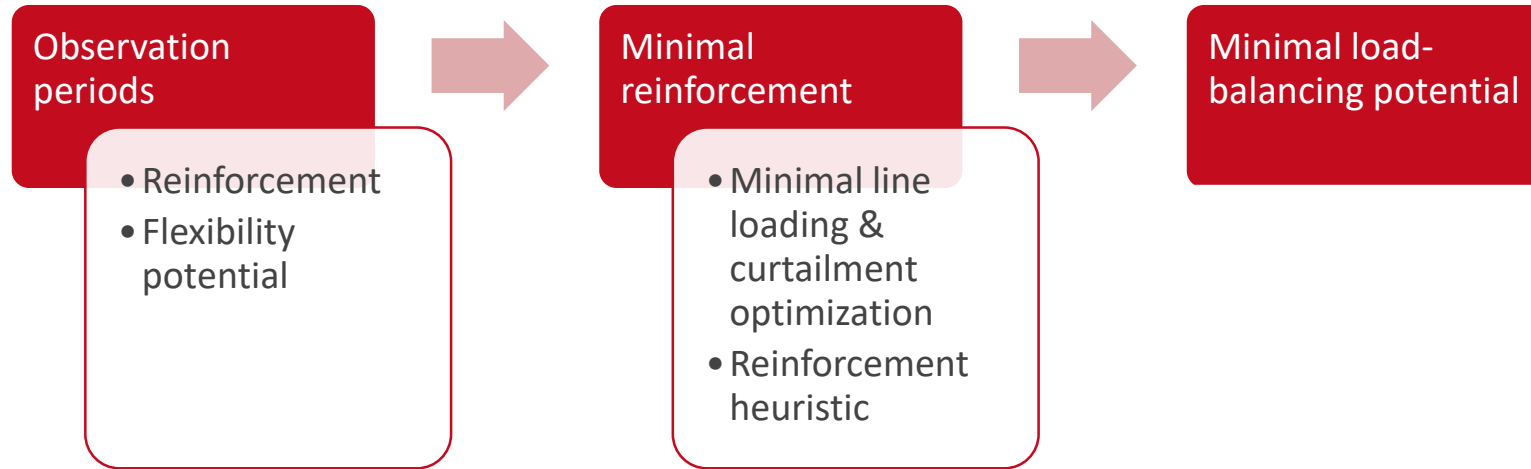 Observation
periods
• Reinforcement
• Flexibility
potential
Minimal
reinforcement
• Minimal line
loading &
curtailment
optimization
• Reinforcement
heuristic
Minimal load-
balancing potential